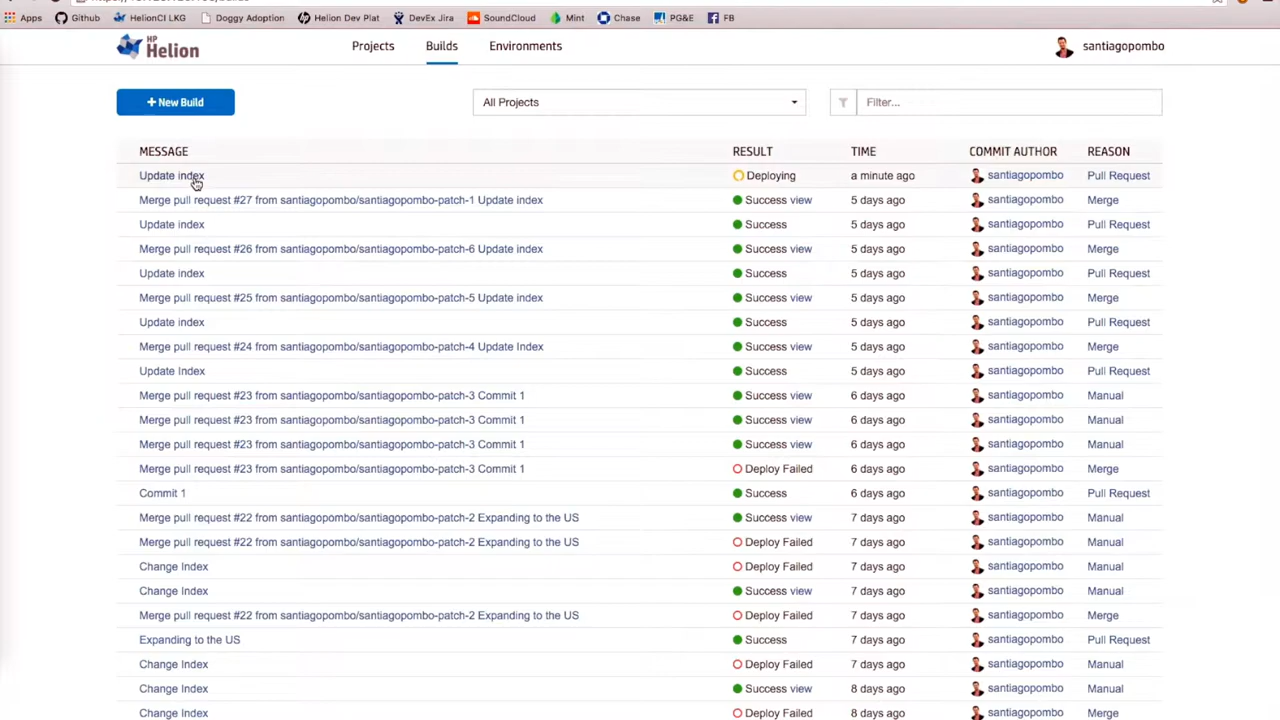 Apps Github HelionCI LKG Doggy Adoption Helion Dev Plat DevEx Jira SoundCloud Mint Chase PG&E FB
HP Helion Projects Builds Environments santiagopombo
+ New Build All Projects Filter...
MESSAGE RESULT TIME COMMIT AUTHOR REASON
Update index Deploying a minute ago santiagopombo Pull Request
Merge pull request #27 from santiagopombo/santiagopombo-patch-1 Update index Success view 5 days ago santiagopombo Merge
Update index Success 5 days ago santiagopombo Pull Request
Merge pull request #26 from santiagopombo/santiagopombo-patch-6 Update index Success view 5 days ago santiagopombo Merge
Update index Success 5 days ago santiagopombo Pull Request
Merge pull request #25 from santiagopombo/santiagopombo-patch-5 Update index Success view 5 days ago santiagopombo Merge
Update index Success 5 days ago santiagopombo Pull Request
Merge pull request #24 from santiagopombo/santiagopombo-patch-4 Update Index Success view 5 days ago santiagopombo Merge
Update Index Success 5 days ago santiagopombo Pull Request
Merge pull request #23 from santiagopombo/santiagopombo-patch-3 Commit 1 Success view 6 days ago santiagopombo Manual
Merge pull request #23 from santiagopombo/santiagopombo-patch-3 Commit 1 Success view 6 days ago santiagopombo Manual
Merge pull request #23 from santiagopombo/santiagopombo-patch-3 Commit 1 Success view 6 days ago santiagopombo Manual
Merge pull request #23 from santiagopombo/santiagopombo-patch-3 Commit 1 Deploy Failed 6 days ago santiagopombo Merge
Commit 1 Success 6 days ago santiagopombo Pull Request
Merge pull request #22 from santiagopombo/santiagopombo-patch-2 Expanding to the US Success view 7 days ago santiagopombo Manual
Merge pull request #22 from santiagopombo/santiagopombo-patch-2 Expanding to the US Deploy Failed 7 days ago santiagopombo Manual
Change Index Deploy Failed 7 days ago santiagopombo Manual
Change Index Success view 7 days ago santiagopombo Manual
Merge pull request #22 from santiagopombo/santiagopombo-patch-2 Expanding to the US Deploy Failed 7 days ago santiagopombo Merge
Expanding to the US Success 7 days ago santiagopombo Pull Request
Change Index Deploy Failed 7 days ago santiagopombo Manual
Change Index Success view 8 days ago santiagopombo Manual
Change Index Deploy Failed 8 days ago santiagopombo Merge